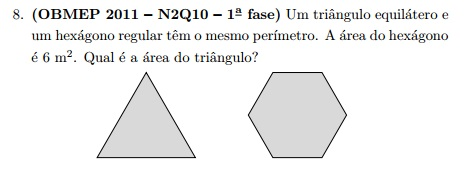 8. (OBMEP 2011 – N2Q10 – 1ª fase) Um triângulo equilátero e
um hexágono regular têm o mesmo perímetro. A área do hexágono
é 6 m². Qual é a área do triângulo?